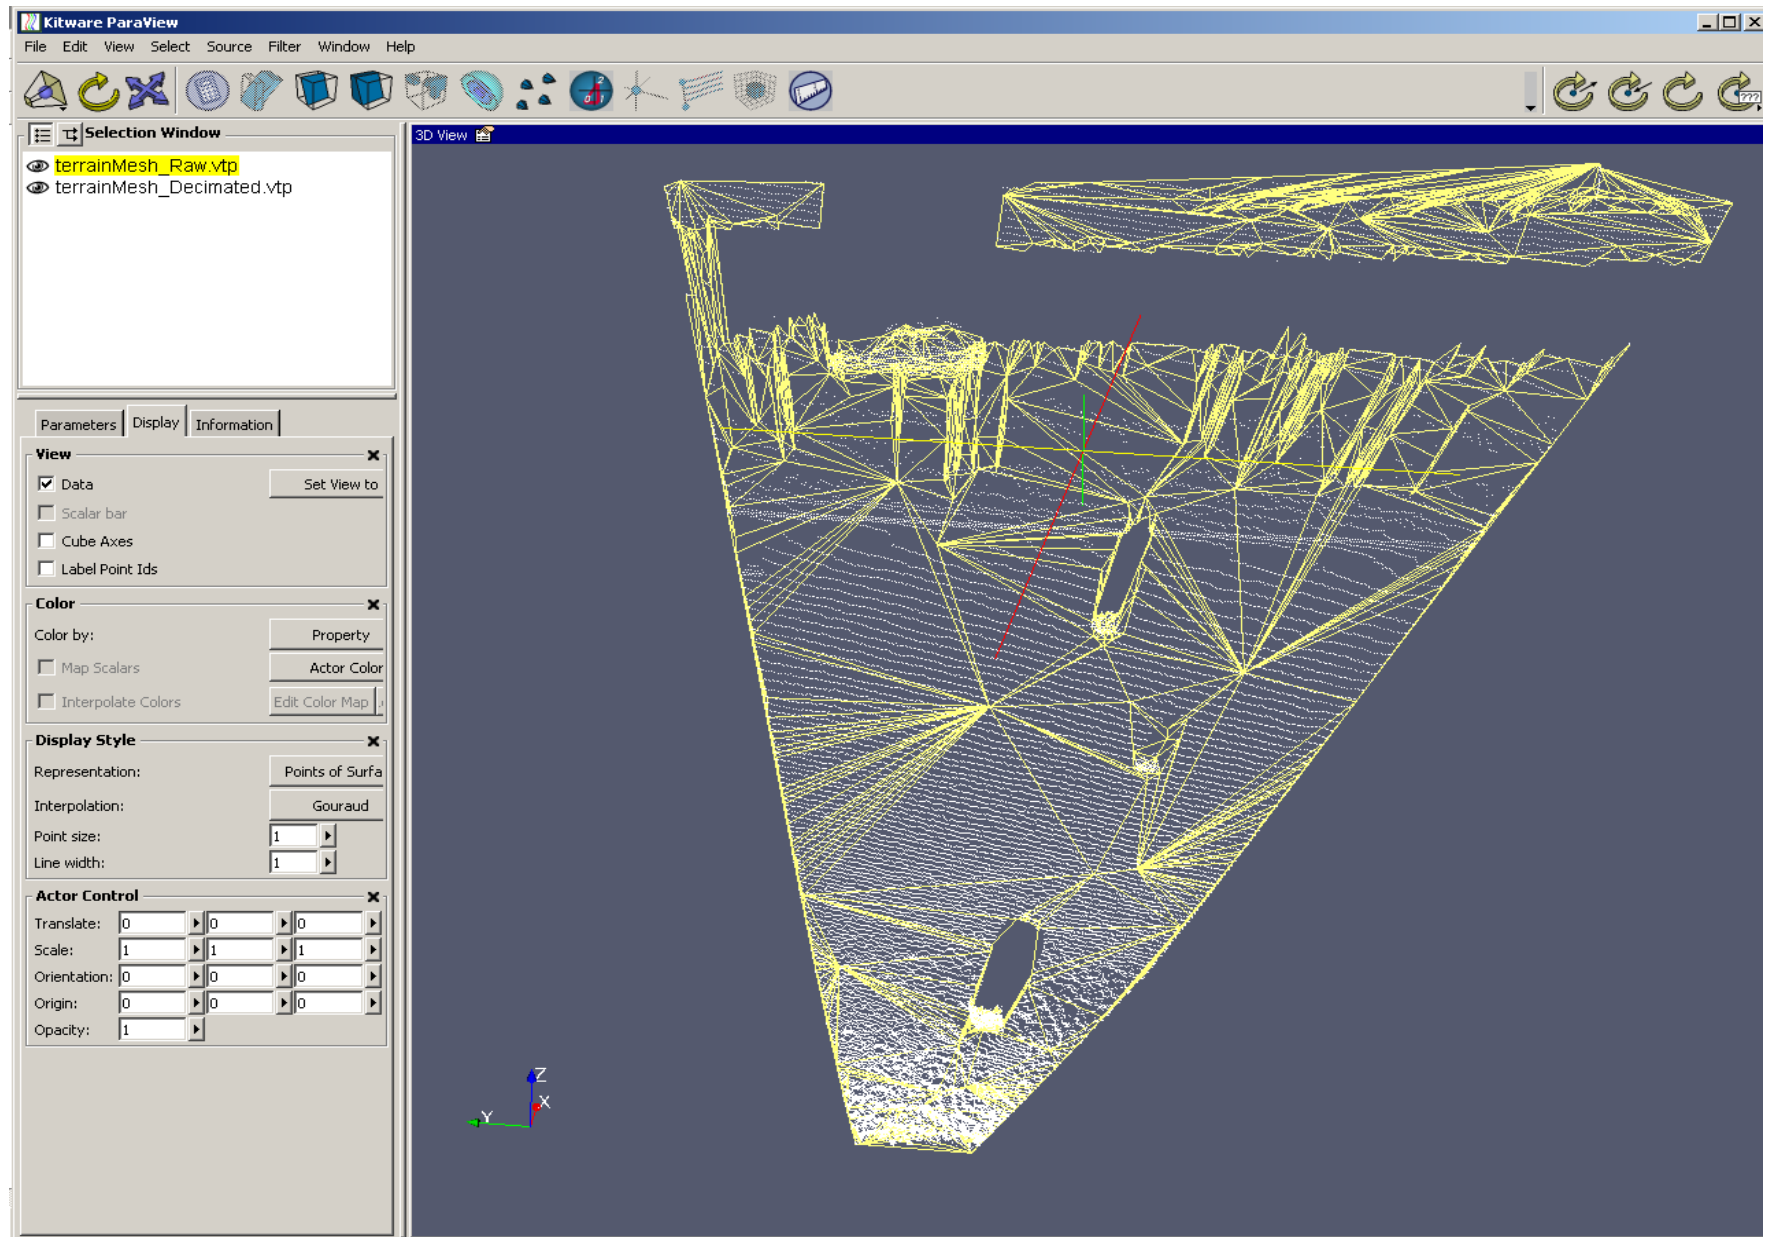 Kitware ParaView
File Edit View Select Source Filter Window Help
2
0 1
???
Selection Window
3D View
terrainMesh_Raw.vtp
terrainMesh_Decimated.vtp
Parameters Display Information
View
Data Set View to
Scalar bar
Cube Axes
Label Point Ids
Color
Color by: Property
Map Scalars Actor Color
Interpolate Colors Edit Color Map
Display Style
Representation: Points of Surfa
Interpolation: Gouraud
Point size: 1
Line width: 1
Actor Control
Translate: 0 0 0
Scale: 1 1 1
Orientation: 0 0 0
Origin: 0 0 0
Opacity: 1
Z
X
Y